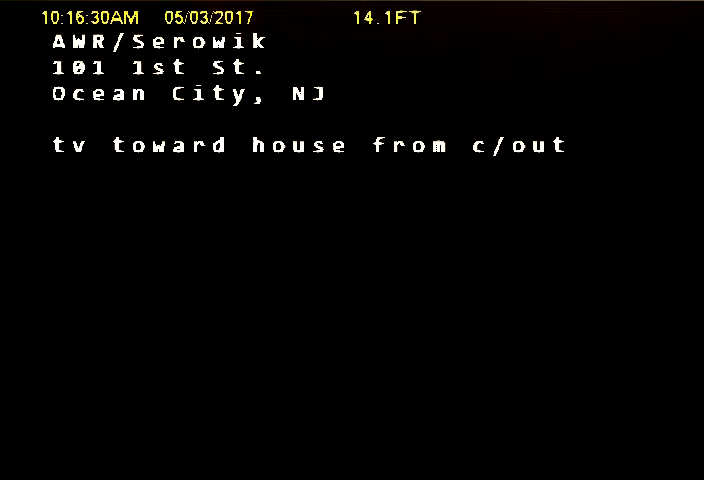 10:16:30AM 05/03/2017 14.1FT
AWR/Serowik
101 1st St.
Ocean City, NJ
tv toward house from c/out